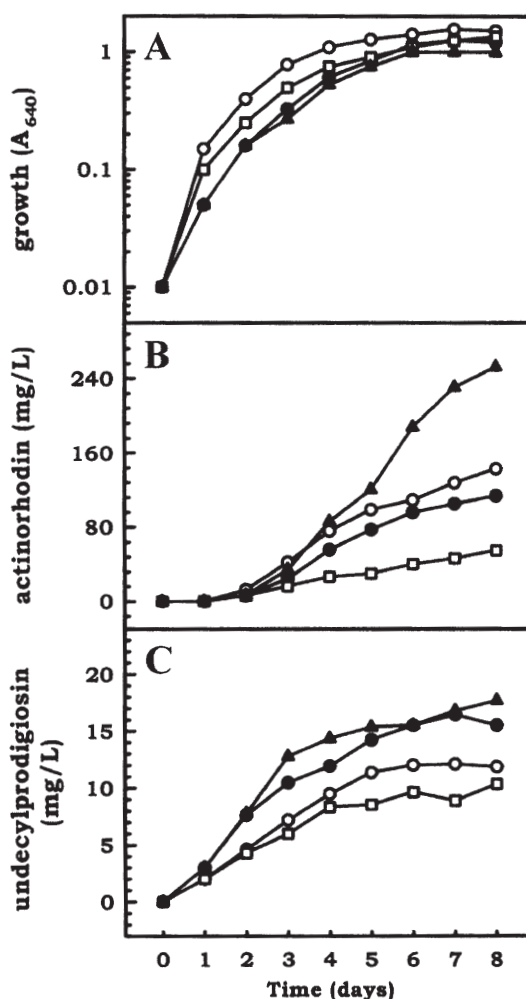 A
1
0.1
0.01
growth (A640)
B
240
160
80
0
actinorhodin (mg/L)
C
20
15
10
5
0
undecylprodigiosin
(mg/L)
0 1 2 3 4 5 6 7 8
Time (days)